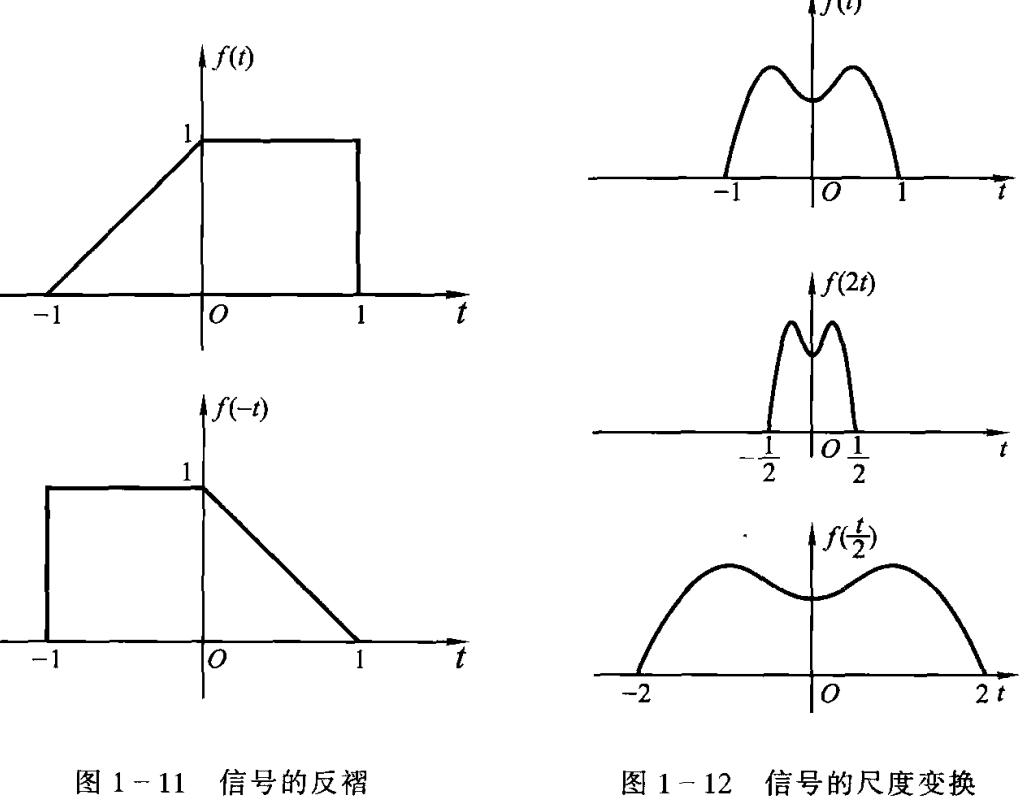 f(t)
1
−1 O 1 t
f(−t)
1
−1 O 1 t
图 1-11 信号的反褶
f(t)
−1 O 1 t
f(2t)
−1/2 O 1/2 t
f(t/2)
−2 O 2 t
图 1-12 信号的尺度变换